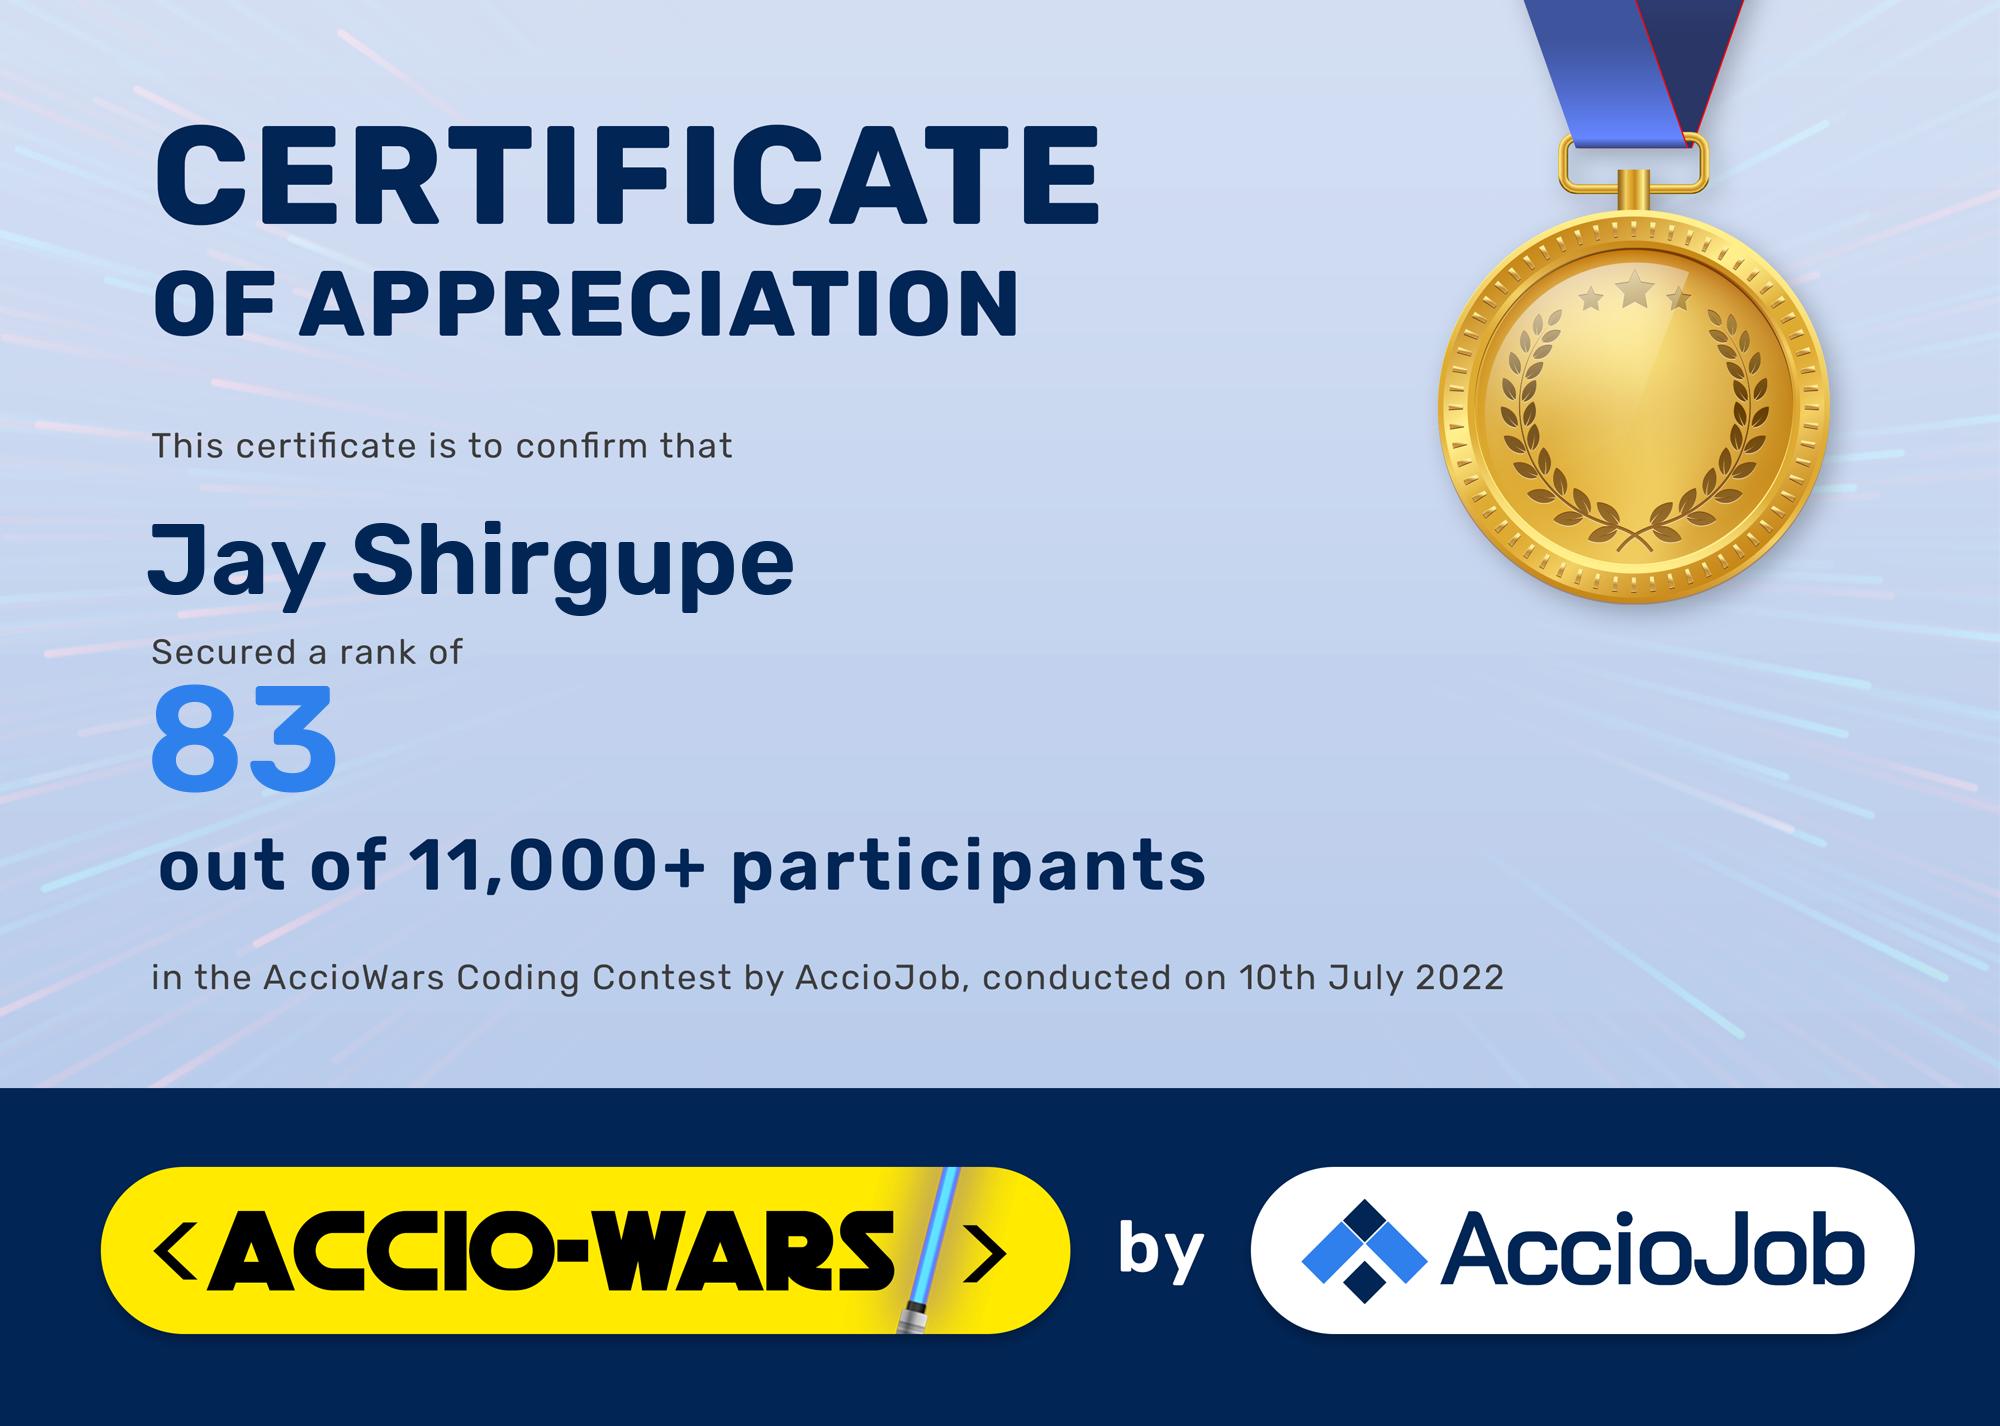 CERTIFICATE
OF APPRECIATION
This certificate is to confirm that
Jay Shirgupe
Secured a rank of
83
out of 11,000+ participants
in the AccioWars Coding Contest by AccioJob, conducted on 10th July 2022
<ACCIO-WARS/> by AccioJob